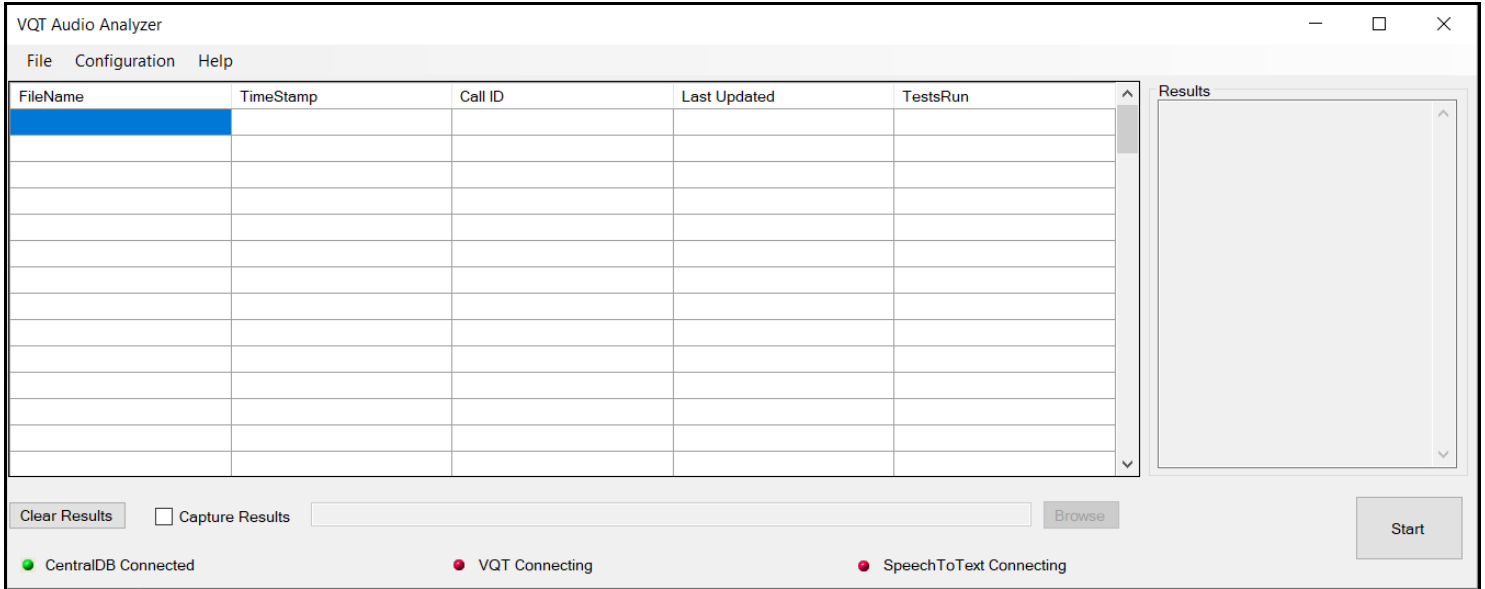 VQT Audio Analyzer
File Configuration Help
FileName TimeStamp Call ID Last Updated TestsRun
Results
Clear Results Capture Results Browse
Start
CentralDB Connected VQT Connecting SpeechToText Connecting